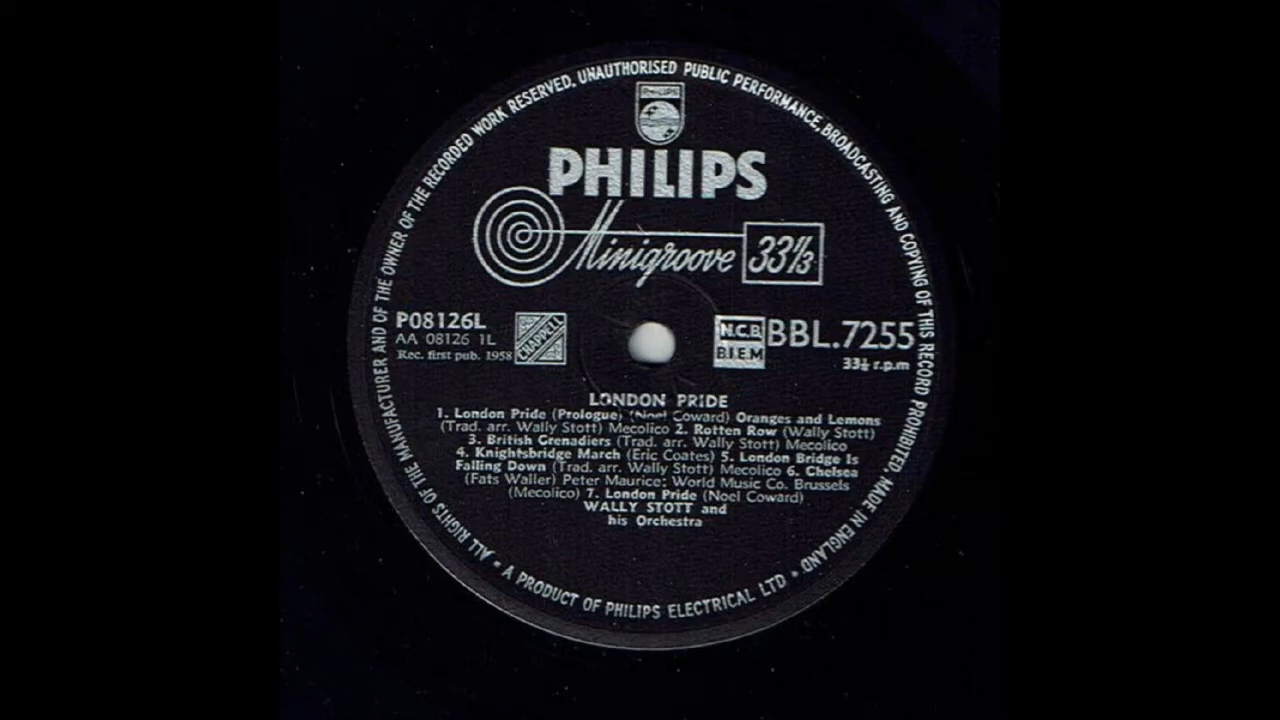 ALL RIGHTS OF THE MANUFACTURER AND OF THE OWNER OF THE RECORDED WORK RESERVED. UNAUTHORISED PUBLIC PERFORMANCE, BROADCASTING AND COPYING OF THIS RECORD PROHIBITED. MADE IN ENGLAND •
PHILIPS
PHILIPS
Minigroove 33⅓
P08126L
AA 08126 1L
Rec. first pub. 1958
CHAPPELL
N.C.B.
BIEM
BBL.7255
33⅓ r.p.m
LONDON PRIDE
1. London Pride (Prologue) (Noel Coward) Oranges and Lemons
(Trad. arr. Wally Stott) Mecolico 2. Rotten Row (Wally Stott)
3. British Grenadiers (Trad. arr. Wally Stott) Mecolico
4. Knightsbridge March (Eric Coates) 5. London Bridge Is
Falling Down (Trad. arr. Wally Stott) Mecolico 6. Chelsea
(Fats Waller) Peter Maurice: World Music Co. Brussels
(Mecolico) 7. London Pride (Noel Coward)
WALLY STOTT and
his Orchestra
• A PRODUCT OF PHILIPS ELECTRICAL LTD